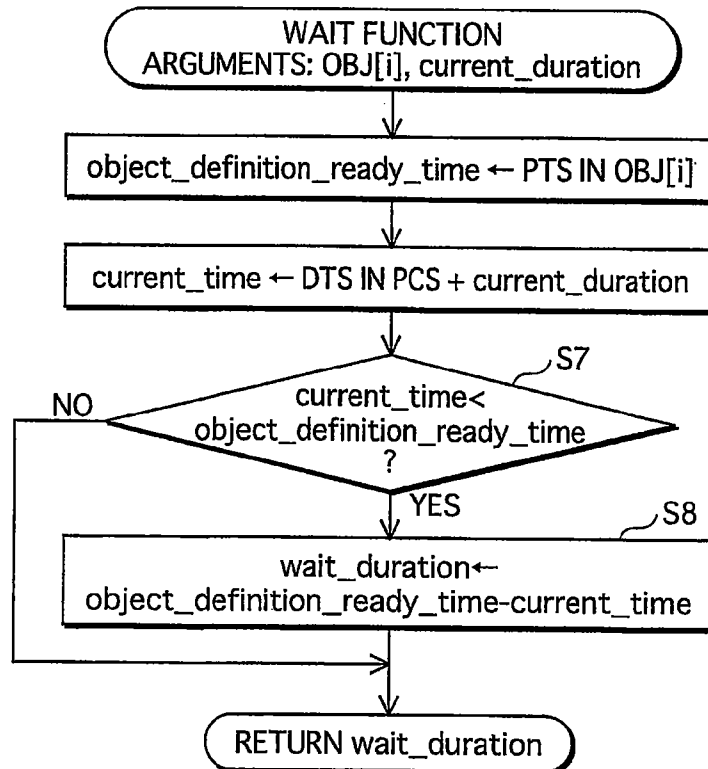 WAIT FUNCTION
ARGUMENTS: OBJ[i], current_duration
object_definition_ready_time ← PTS IN OBJ[i]
current_time ← DTS IN PCS + current_duration
S7
NO
current_time<
object_definition_ready_time
?
YES
S8
wait_duration←
object_definition_ready_time-current_time
RETURN wait_duration